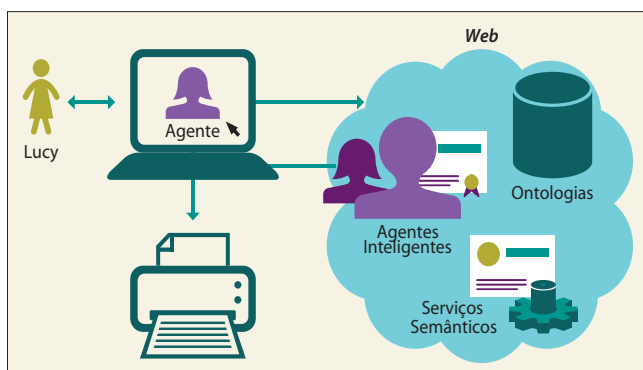 Web
Lucy
Agente
Ontologias
Agentes
Inteligentes
Serviços
Semânticos